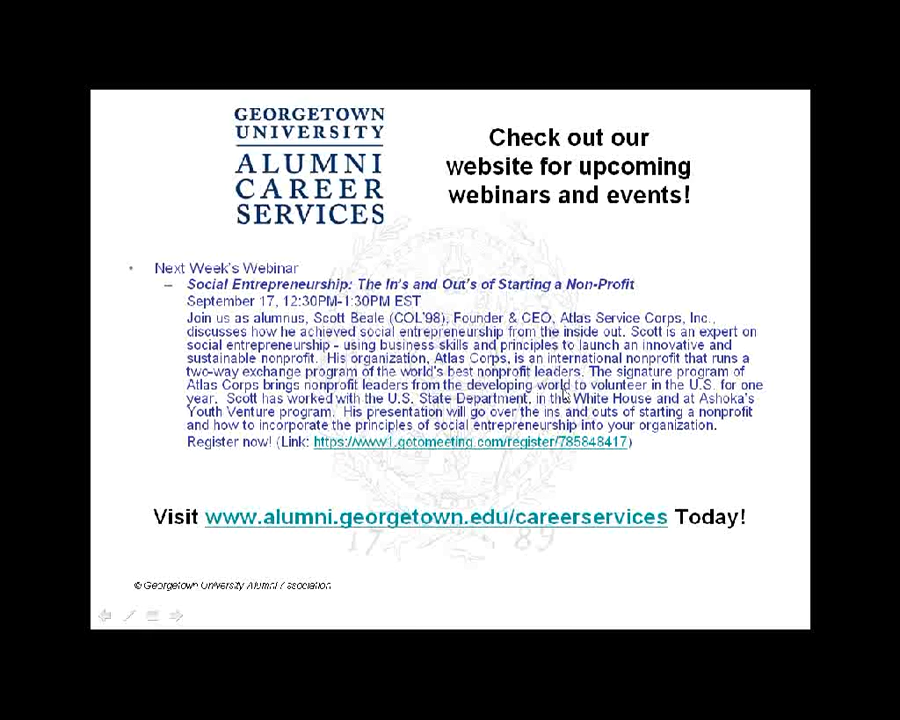 GEORGETOWN
UNIVERSITY
ALUMNI
CAREER
SERVICES
Check out our
website for upcoming
webinars and events!
• Next Week's Webinar
– Social Entrepreneurship: The In's and Out's of Starting a Non-Profit
September 17, 12:30PM-1:30PM EST
Join us as alumnus, Scott Beale (COL'98), Founder & CEO, Atlas Service Corps, Inc.,
discusses how he achieved social entrepreneurship from the inside out. Scott is an expert on
social entrepreneurship - using business skills and principles to launch an innovative and
sustainable nonprofit. His organization, Atlas Corps, is an international nonprofit that runs a
two-way exchange program of the world's best nonprofit leaders. The signature program of
Atlas Corps brings nonprofit leaders from the developing world to volunteer in the U.S. for one
year. Scott has worked with the U.S. State Department, in the White House and at Ashoka's
Youth Venture program. His presentation will go over the ins and outs of starting a nonprofit
and how to incorporate the principles of social entrepreneurship into your organization.
Register now! (Link: https://www1.gotomeeting.com/register/785848417)
Visit www.alumni.georgetown.edu/careerservices Today!
17 89
© Georgetown University Alumni Association